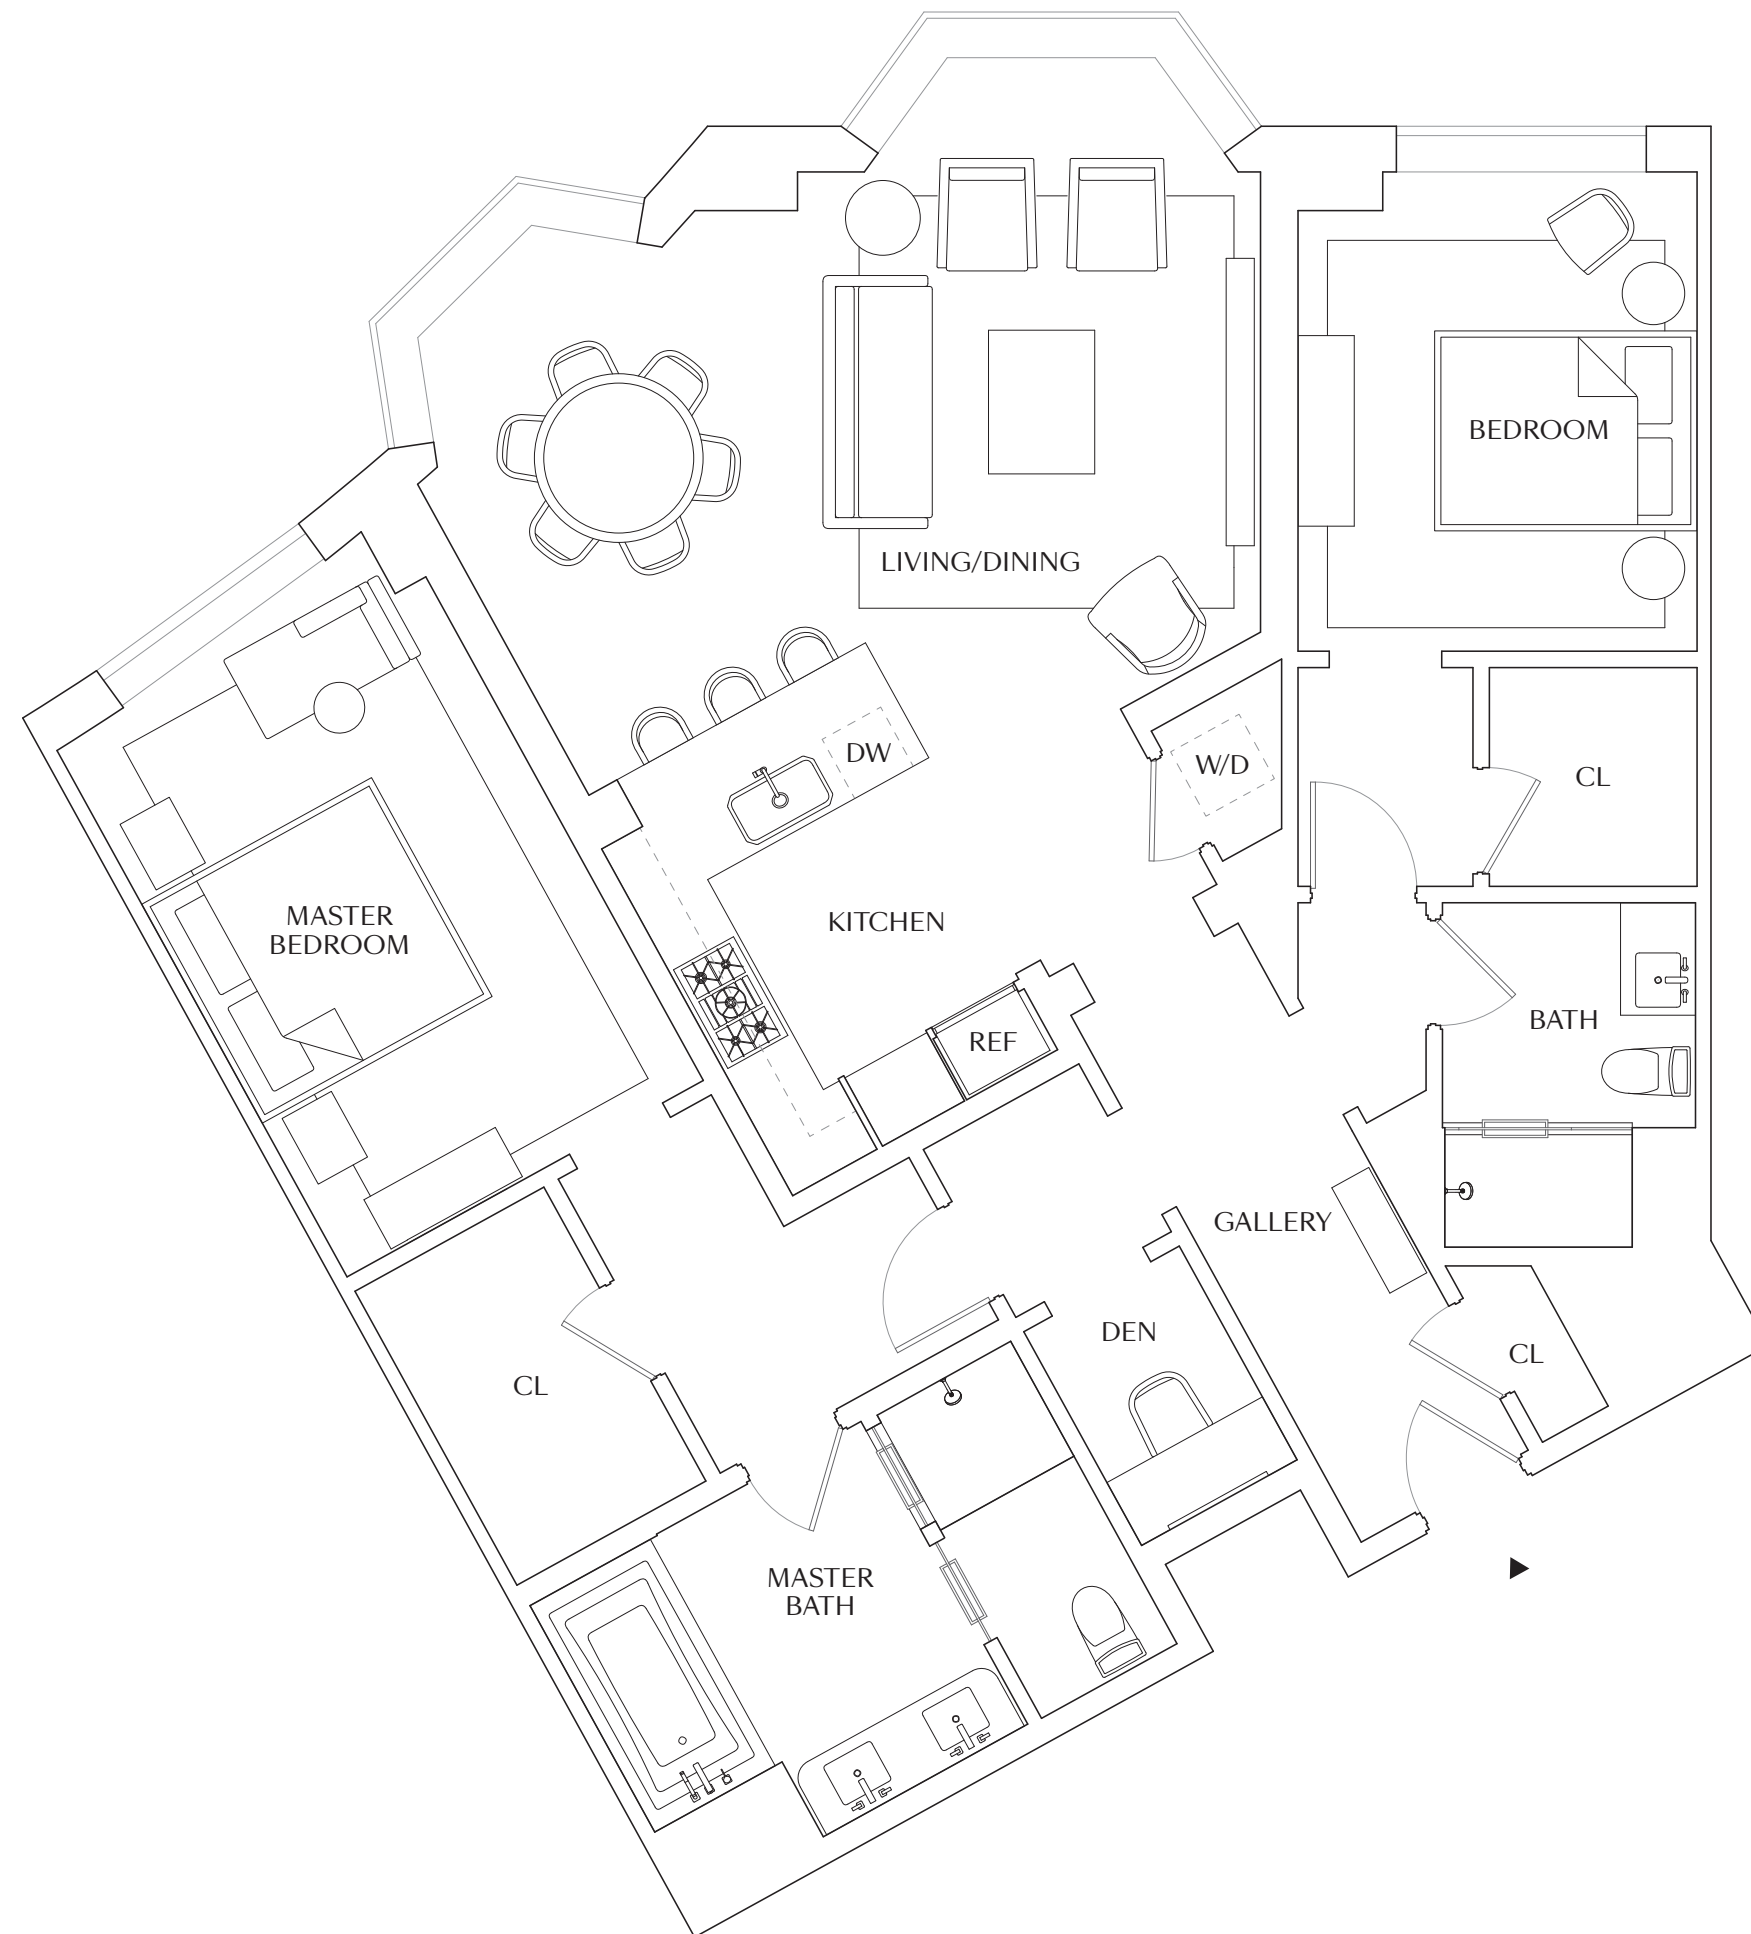 BEDROOM
LIVING/DINING
DW
W/D
CL
MASTER
BEDROOM
KITCHEN
REF
BATH
GALLERY
DEN
CL
CL
MASTER
BATH